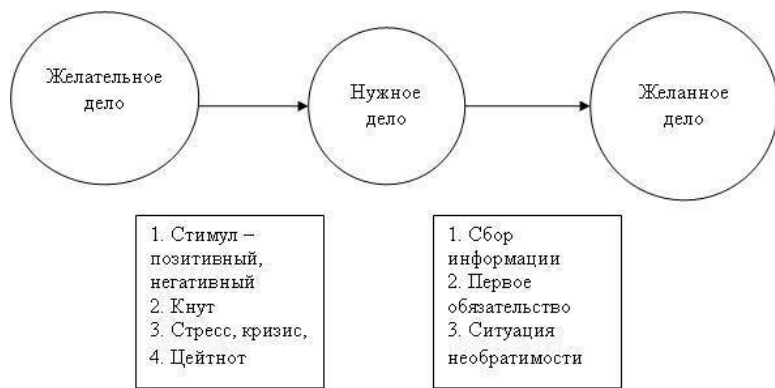 Желательное
дело
Нужное
дело
Желанное
дело
1. Стимул –
позитивный,
негативный
2. Кнут
3. Стресс, кризис,
4. Цейтнот
1. Сбор
информации
2. Первое
обязательство
3. Ситуация
необратимости